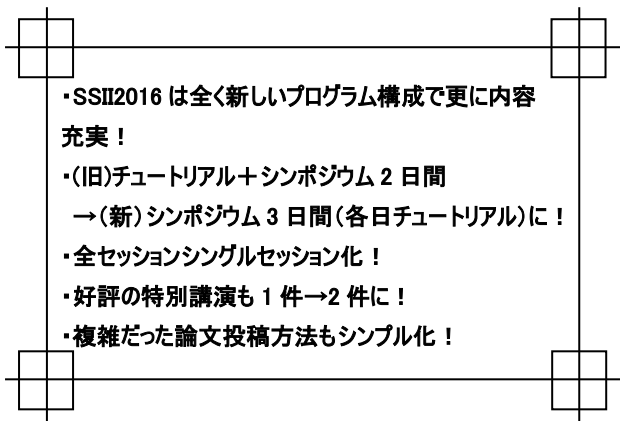 ・SSII2016 は全く新しいプログラム構成で更に内容
充実！
・(旧)チュートリアル＋シンポジウム 2 日間
→(新)シンポジウム 3 日間(各日チュートリアル)に！
・全セッションシングルセッション化！
・好評の特別講演も 1 件→2 件に！
・複雑だった論文投稿方法もシンプル化！